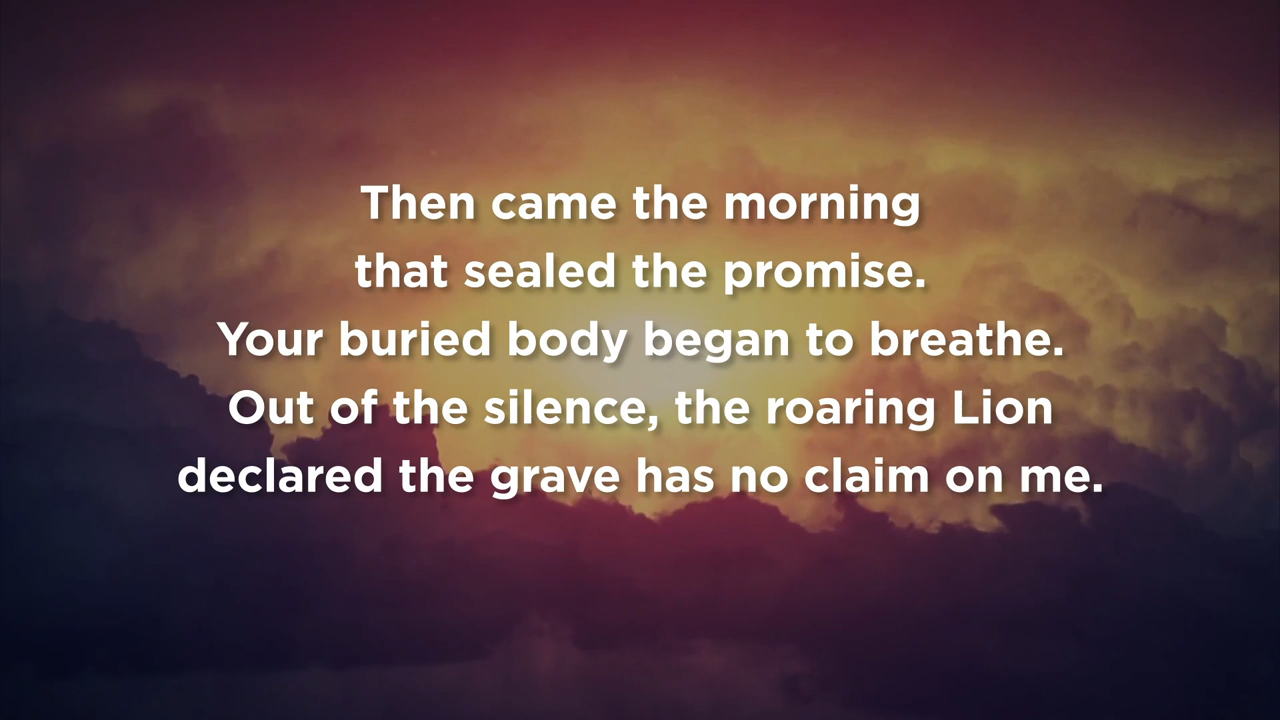 Then came the morning
that sealed the promise.
Your buried body began to breathe.
Out of the silence, the roaring Lion
declared the grave has no claim on me.